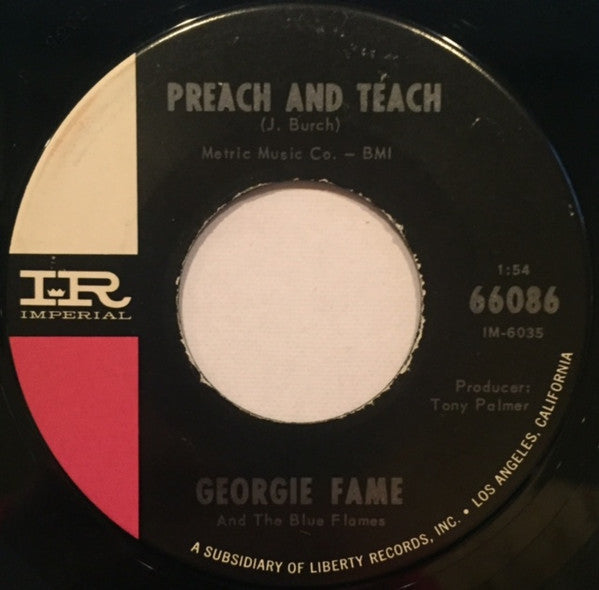 PREACH AND TEACH
(J. Burch)
Metric Music Co. – BMI
IR
IMPERIAL
1:54
66086
IM-6035
Producer:
Tony Palmer
GEORGIE FAME
And The Blue Flames
A SUBSIDIARY OF LIBERTY RECORDS, INC. • LOS ANGELES, CALIFORNIA